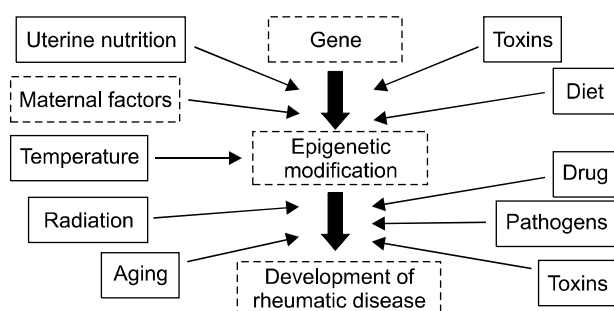 Uterine nutrition
Gene
Toxins
Maternal factors
Diet
Temperature
Epigenetic
modification
Drug
Radiation
Pathogens
Aging
Development of
rheumatic disease
Toxins